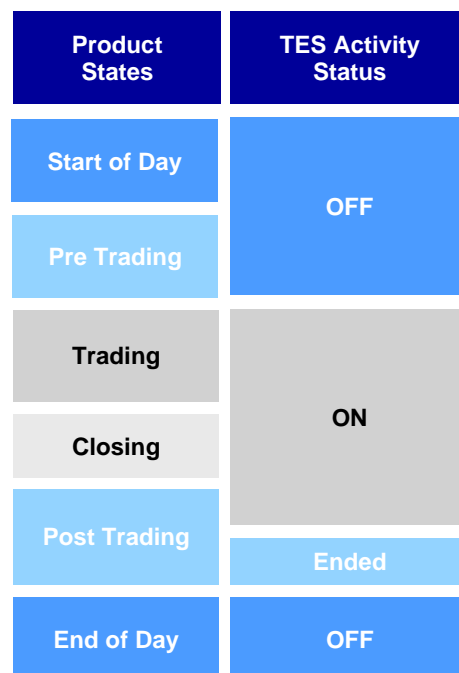 Product
States
TES Activity
Status
Start of Day
OFF
Pre Trading
Trading
ON
Closing
Post Trading
Ended
End of Day
OFF